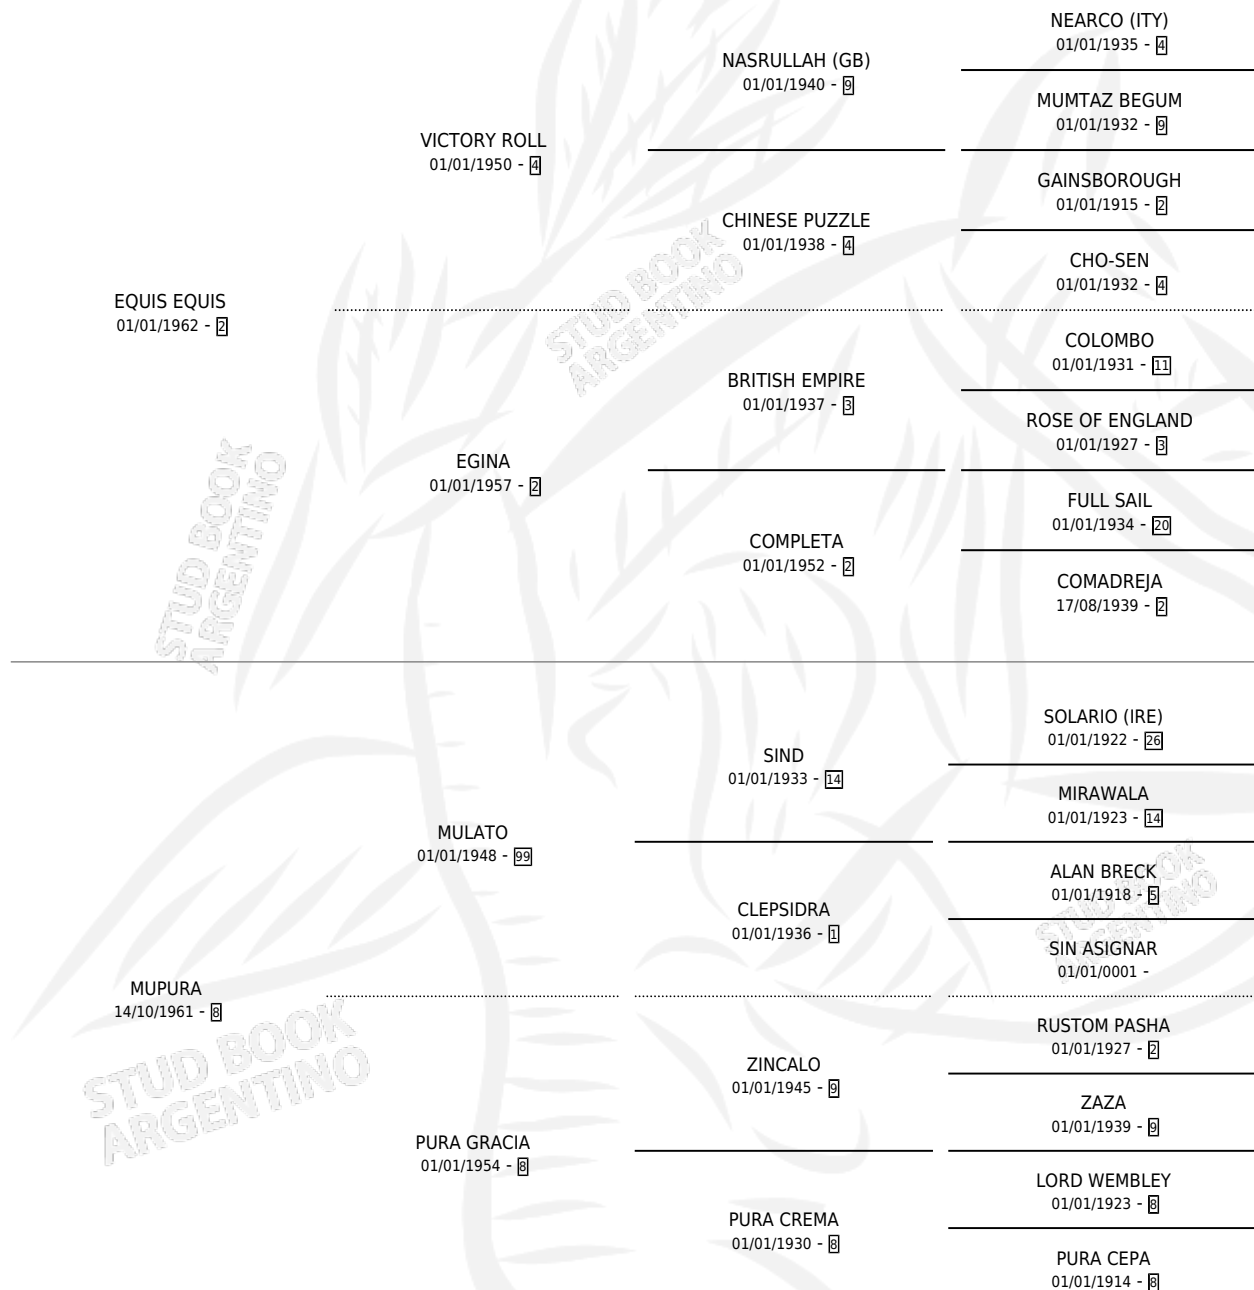 NEARCO (ITY)
01/01/1935 - 4
NASRULLAH (GB)
01/01/1940 - 9
MUMTAZ BEGUM
01/01/1932 - 9
VICTORY ROLL
01/01/1950 - 4
GAINSBOROUGH
01/01/1915 - 2
CHINESE PUZZLE
01/01/1938 - 4
CHO-SEN
01/01/1932 - 4
EQUIS EQUIS
01/01/1962 - 2
COLOMBO
01/01/1931 - 11
BRITISH EMPIRE
01/01/1937 - 3
ROSE OF ENGLAND
01/01/1927 - 3
EGINA
01/01/1957 - 2
FULL SAIL
01/01/1934 - 20
COMPLETA
01/01/1952 - 2
COMADREJA
17/08/1939 - 2
SOLARIO (IRE)
01/01/1922 - 26
SIND
01/01/1933 - 14
MIRAWALA
01/01/1923 - 14
MULATO
01/01/1948 - 99
ALAN BRECK
01/01/1918 - 5
CLEPSIDRA
01/01/1936 - 1
SIN ASIGNAR
01/01/0001 -
MUPURA
14/10/1961 - 8
RUSTOM PASHA
01/01/1927 - 2
ZINCALO
01/01/1945 - 9
ZAZA
01/01/1939 - 9
PURA GRACIA
01/01/1954 - 8
LORD WEMBLEY
01/01/1923 - 8
PURA CREMA
01/01/1930 - 8
PURA CEPA
01/01/1914 - 8
STUD BOOK
ARGENTINO
STUD BOOK
ARGENTINO
STUD BOOK
ARGENTINO
STUD BOOK
ARGENTINO